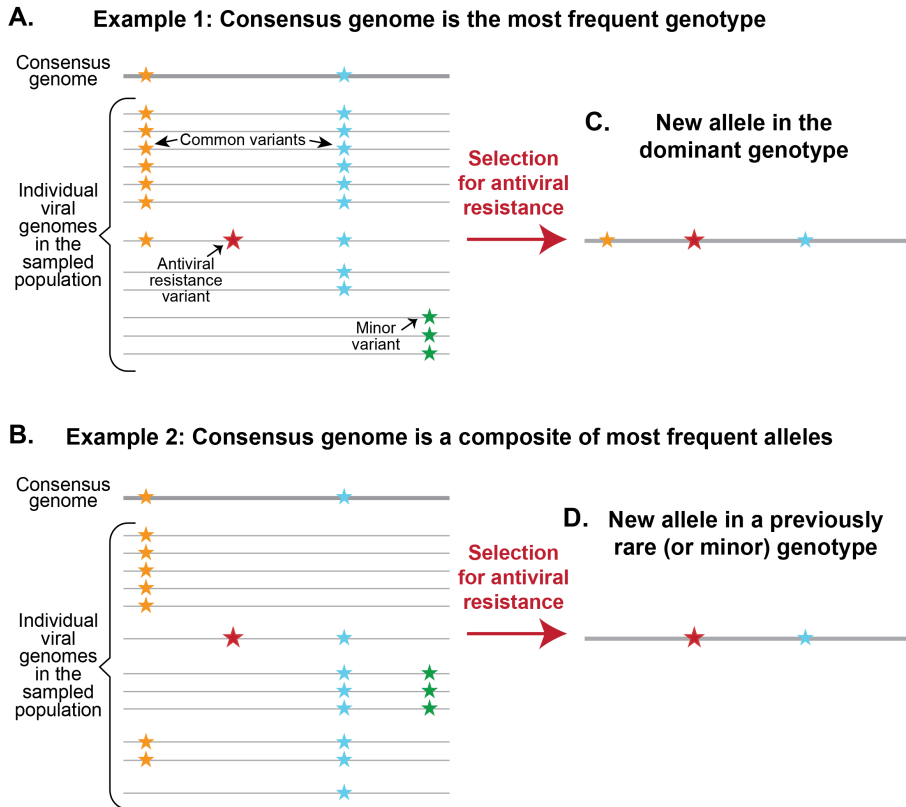 A. Example 1: Consensus genome is the most frequent genotype
Consensus
genome
Common variants
Individual
viral
genomes
in the
sampled
population
Antiviral
resistance
variant
Minor
variant
Selection
for antiviral
resistance
C. New allele in the
dominant genotype
B. Example 2: Consensus genome is a composite of most frequent alleles
Consensus
genome
Individual
viral
genomes
in the
sampled
population
Selection
for antiviral
resistance
D. New allele in a previously
rare (or minor) genotype